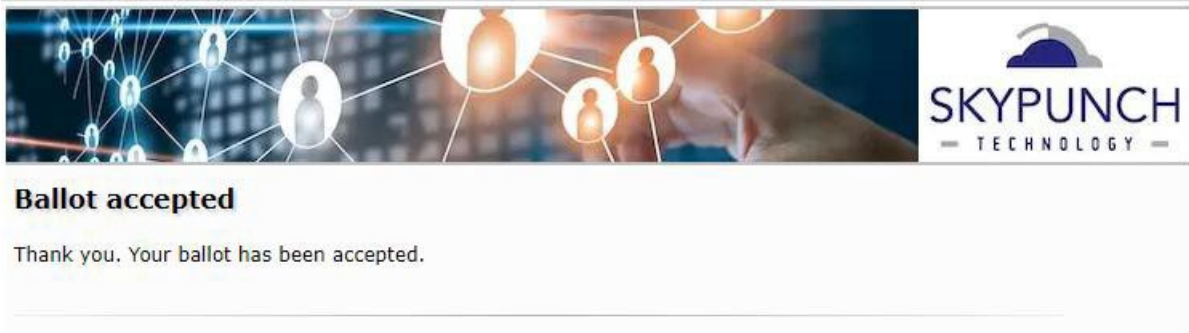 SKYPUNCH
TECHNOLOGY
Ballot accepted
Thank you. Your ballot has been accepted.